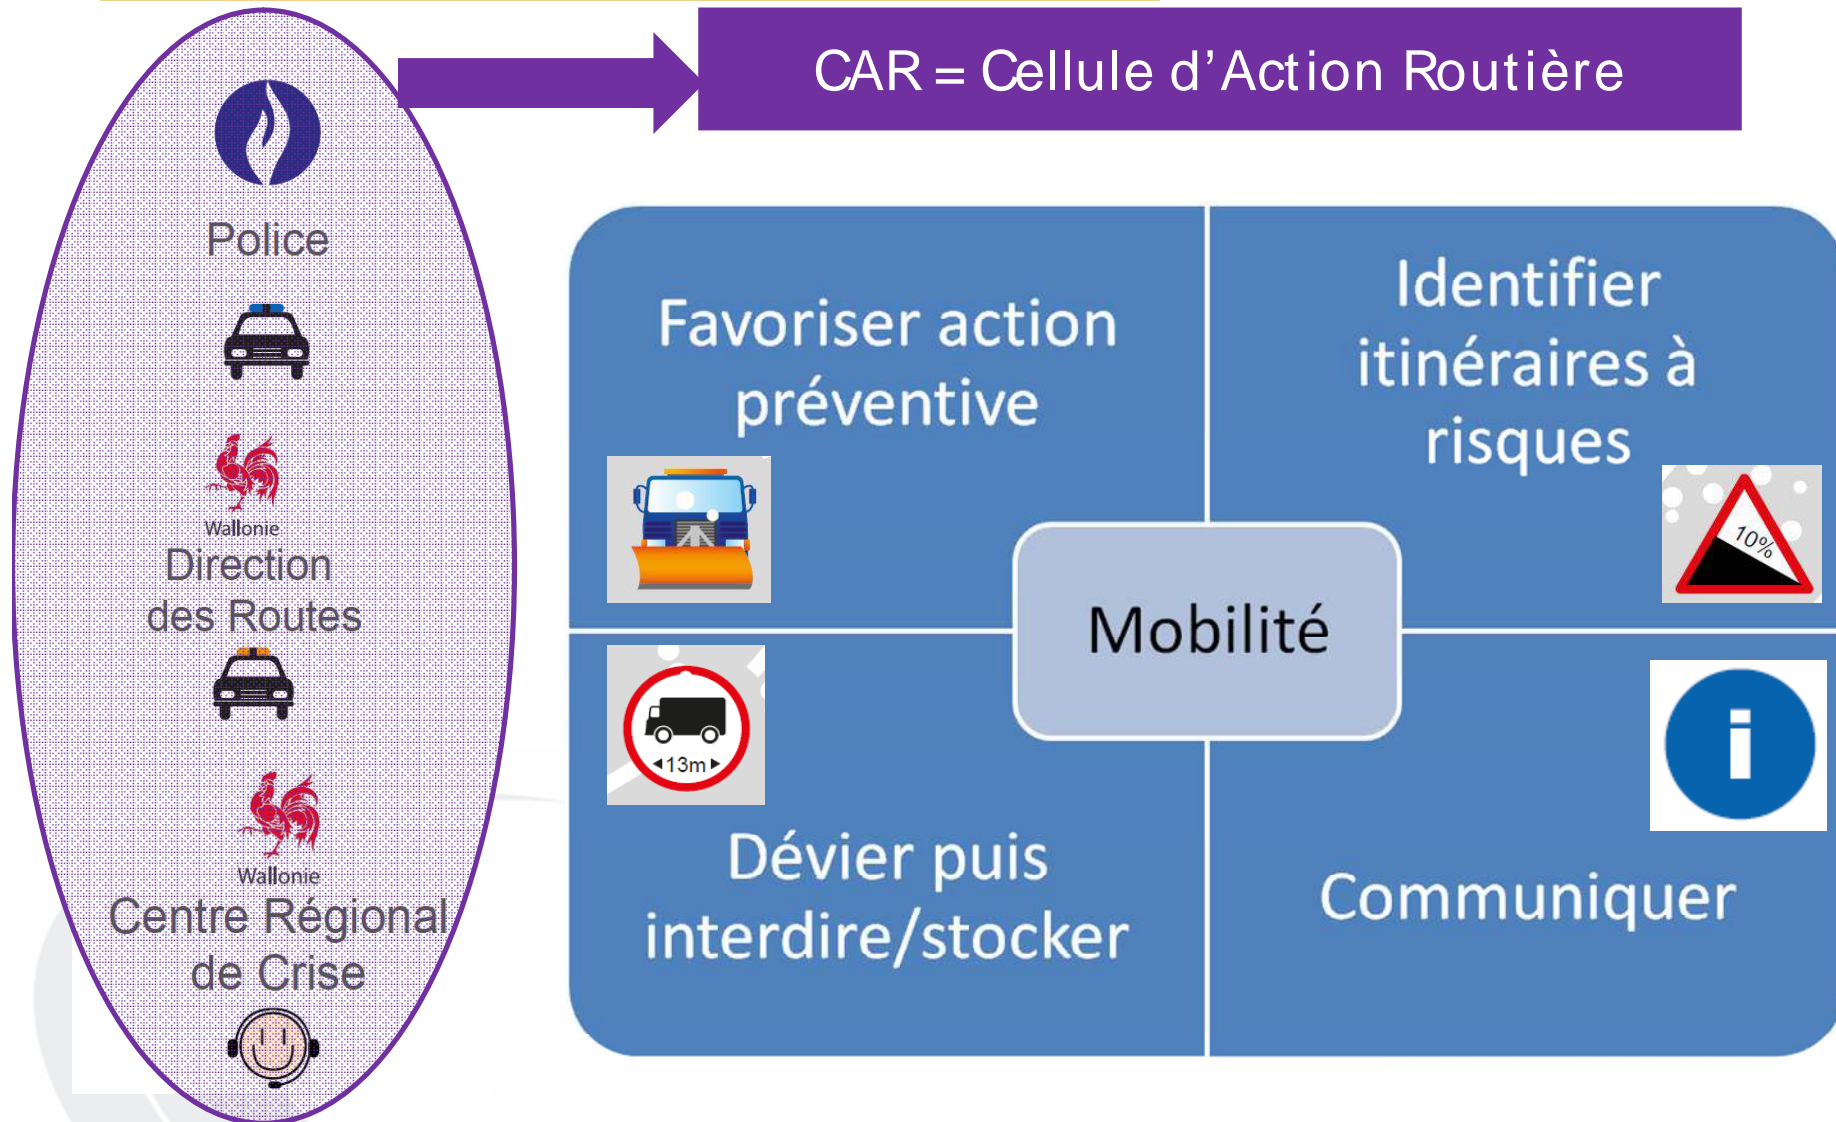 CAR = Cellule d’Action Routière
Police
Wallonie
Direction
des Routes
Wallonie
Centre Régional
de Crise
Favoriser action
préventive
Identifier
itinéraires à
risques
10%
Mobilité
13m
Dévier puis
interdire/stocker
i
Communiquer